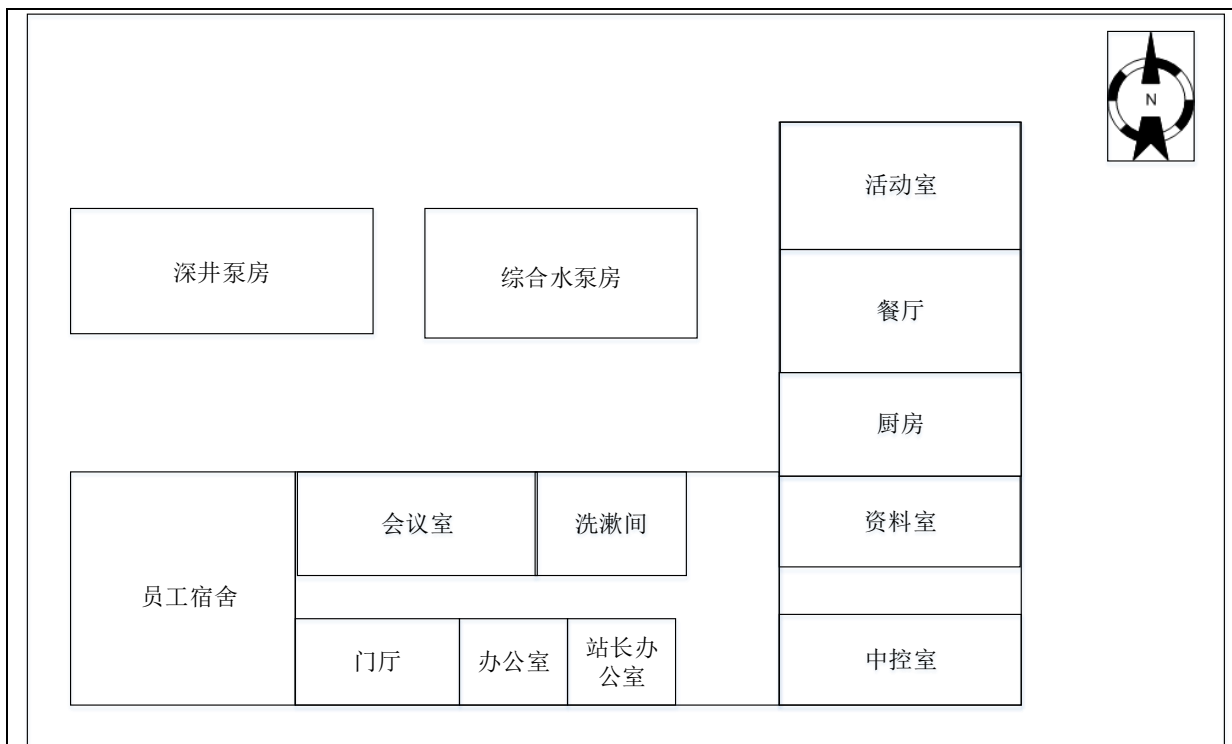 N
活动室
深井泵房
综合水泵房
餐厅
厨房
会议室
洗漱间
资料室
员工宿舍
门厅
办公室
站长办
公室
中控室